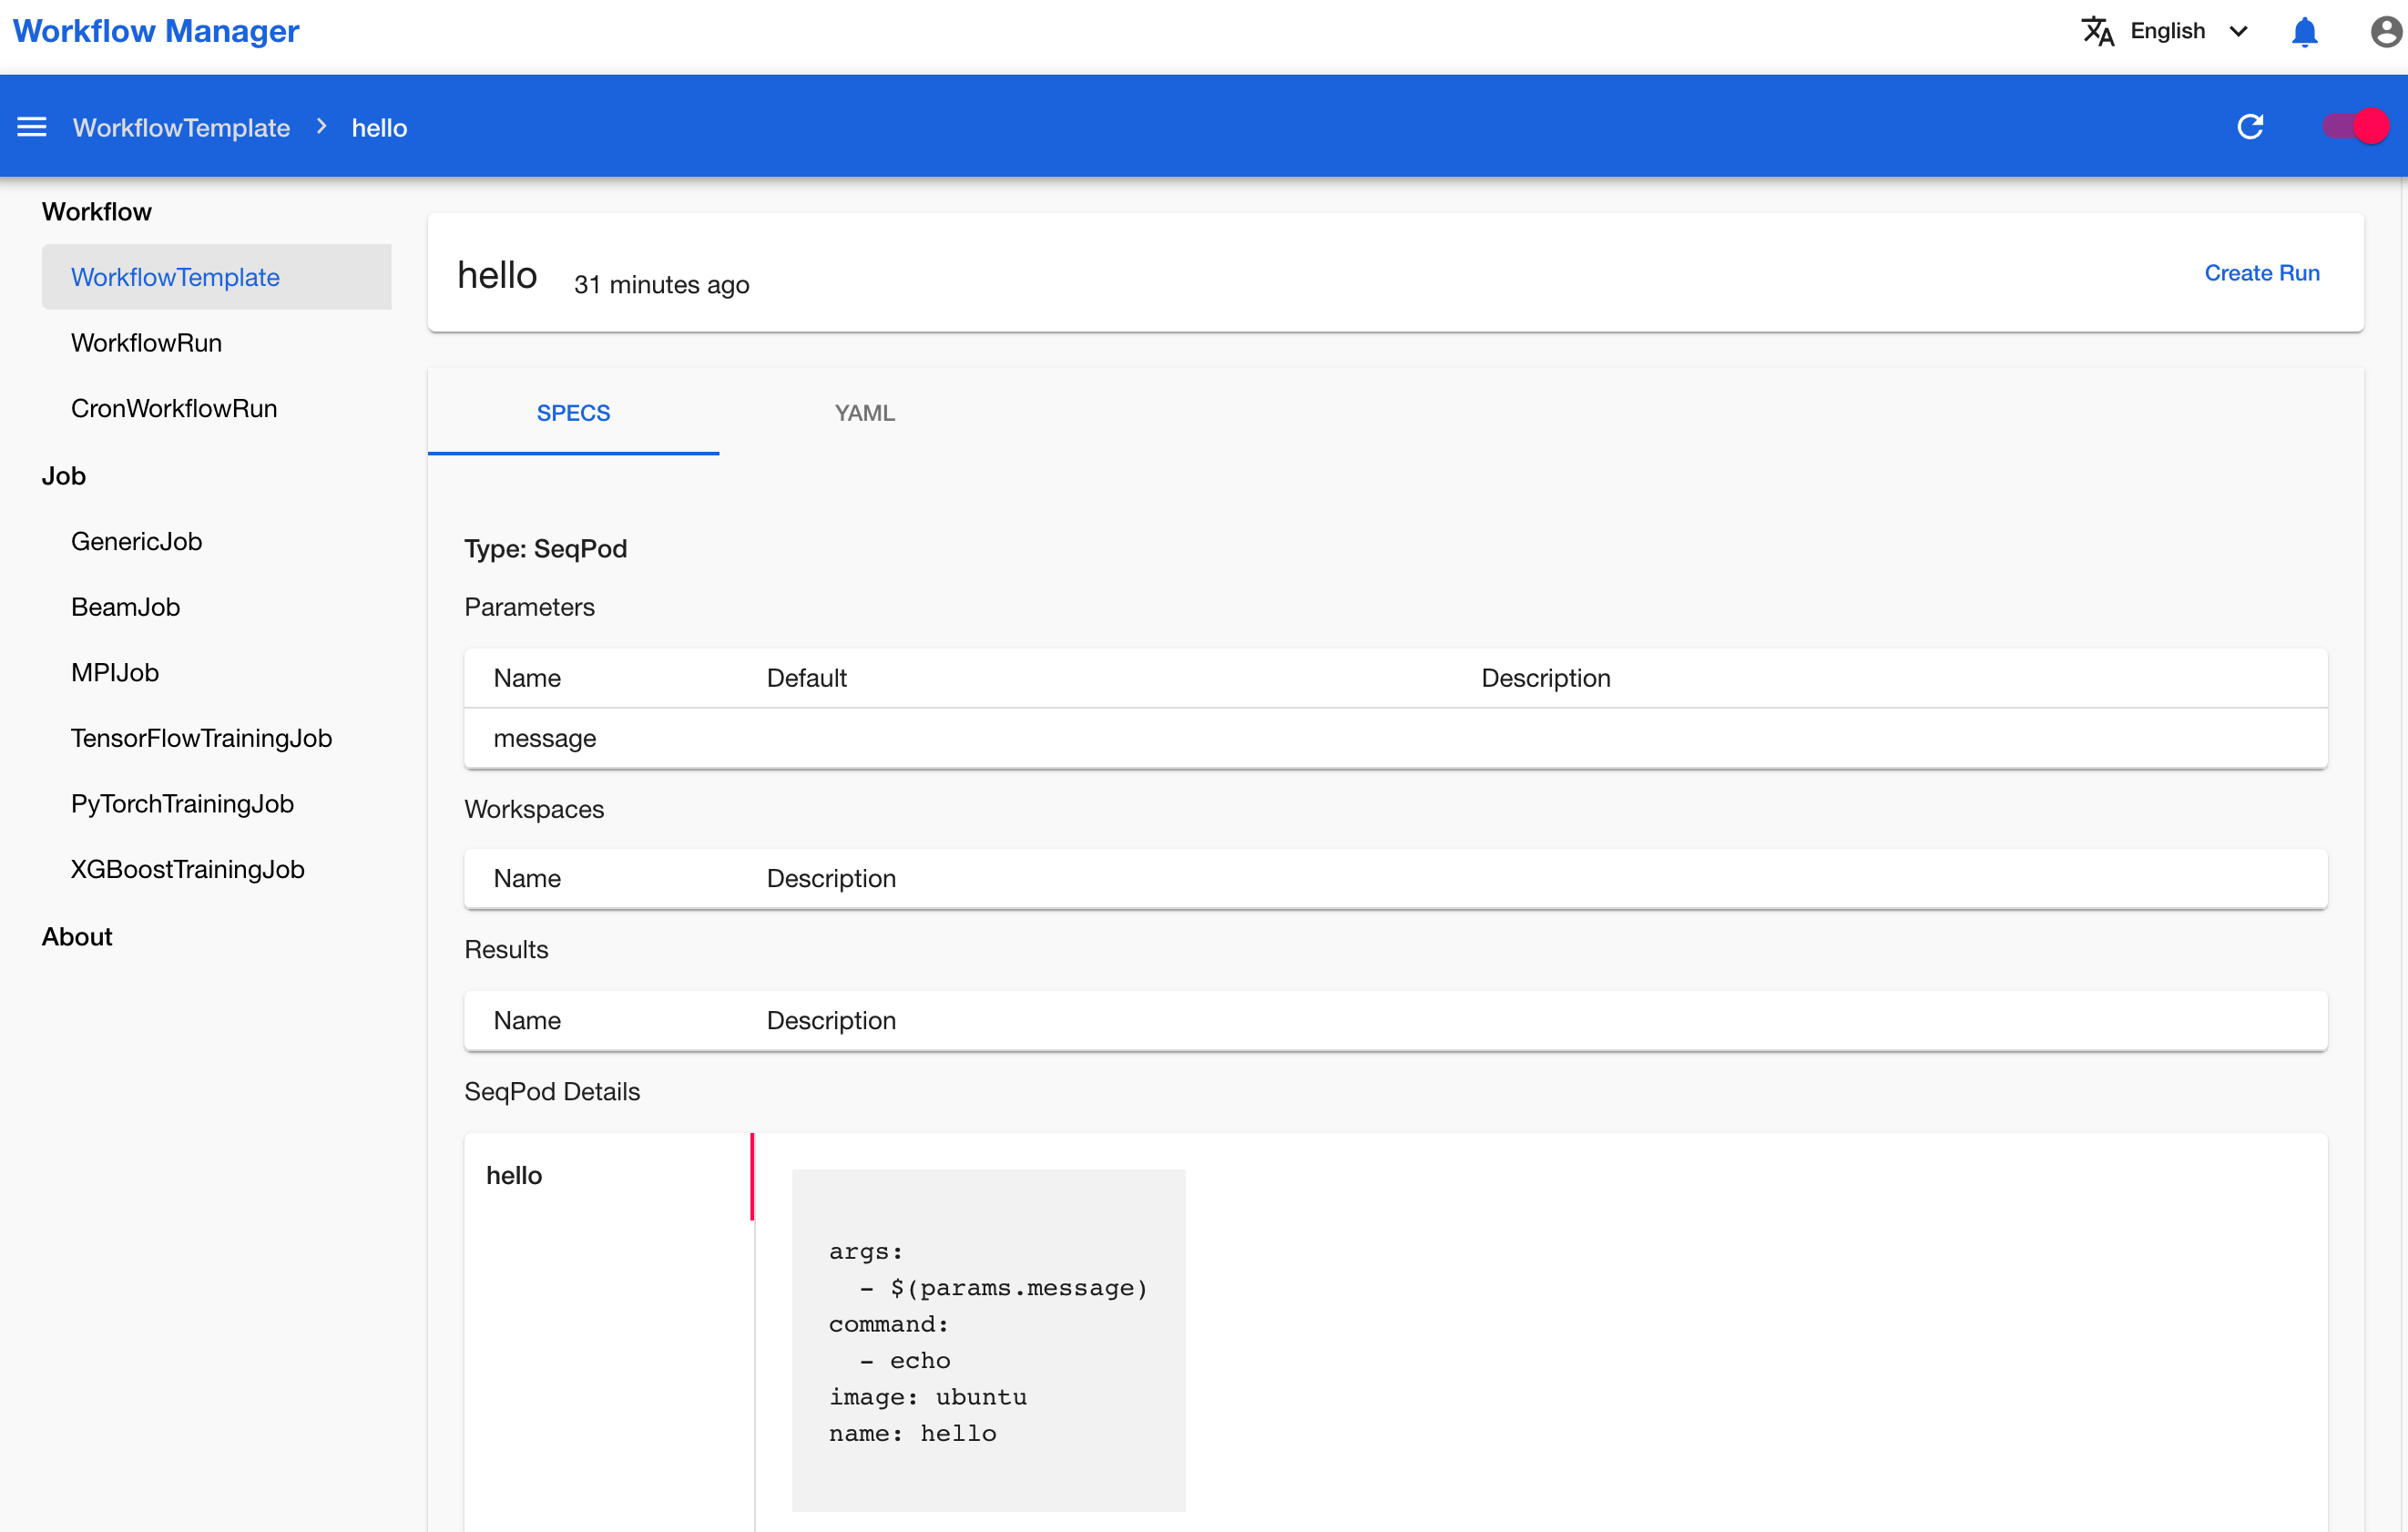 Workflow Manager
English
WorkflowTemplate > hello
Workflow
WorkflowTemplate
WorkflowRun
CronWorkflowRun
Job
GenericJob
BeamJob
MPIJob
TensorFlowTrainingJob
PyTorchTrainingJob
XGBoostTrainingJob
About
hello 31 minutes ago Create Run
SPECS YAML
Type: SeqPod
Parameters
Name Default Description
message
Workspaces
Name Description
Results
Name Description
SeqPod Details
hello
args:
  - $(params.message)
command:
  - echo
image: ubuntu
name: hello